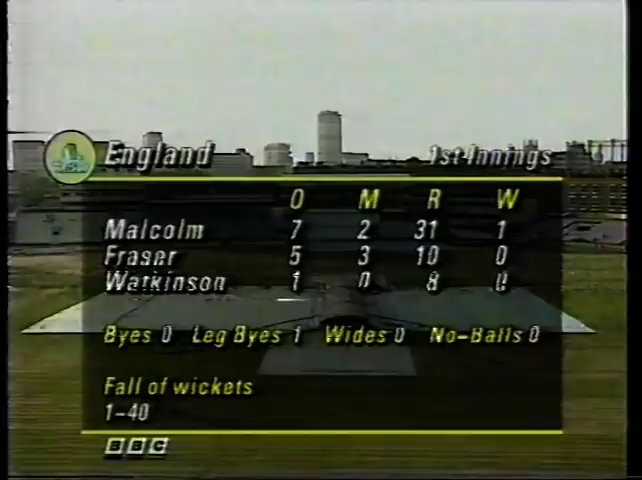 England 1st Innings
O M R W
Malcolm 7 2 31 1
Fraser 5 3 10 0
Watkinson 1 0 8 0
Byes 0 Leg Byes 1 Wides 0 No-Balls 0
Fall of wickets
1-40
BBC